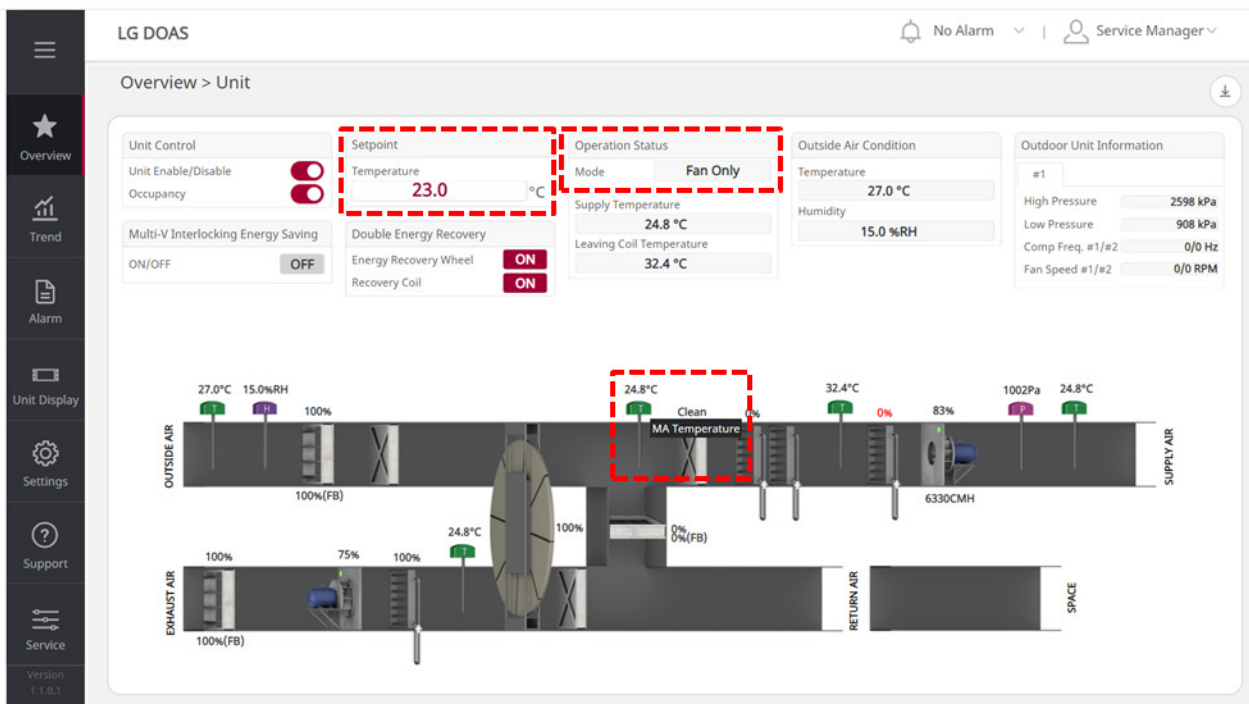 LG DOAS
No Alarm
|
Service Manager
Overview > Unit
Overview
Trend
Alarm
Unit Display
Settings
Support
Service
Version
1.1.0.1
Unit Control
Unit Enable/Disable
Occupancy
Multi-V Interlocking Energy Saving
ON/OFF OFF
Setpoint
Temperature
23.0 °C
Double Energy Recovery
Energy Recovery Wheel ON
Recovery Coil ON
Operation Status
Mode Fan Only
Supply Temperature
24.8 °C
Leaving Coil Temperature
32.4 °C
Outside Air Condition
Temperature
27.0 °C
Humidity
15.0 %RH
Outdoor Unit Information
#1
High Pressure 2598 kPa
Low Pressure 908 kPa
Comp Freq. #1/#2 0/0 Hz
Fan Speed #1/#2 0/0 RPM
27.0°C 15.0%RH 24.8°C 32.4°C 1002Pa 24.8°C
T H T T P T
100% Clean 0% 0% 83%
MA Temperature
OUTSIDE AIR
SUPPLY AIR
100%(FB)
6330CMH
24.8°C
T
100%
0%
0%(FB)
100% 75% 100%
EXHAUST AIR
RETURN AIR
SPACE
100%(FB)